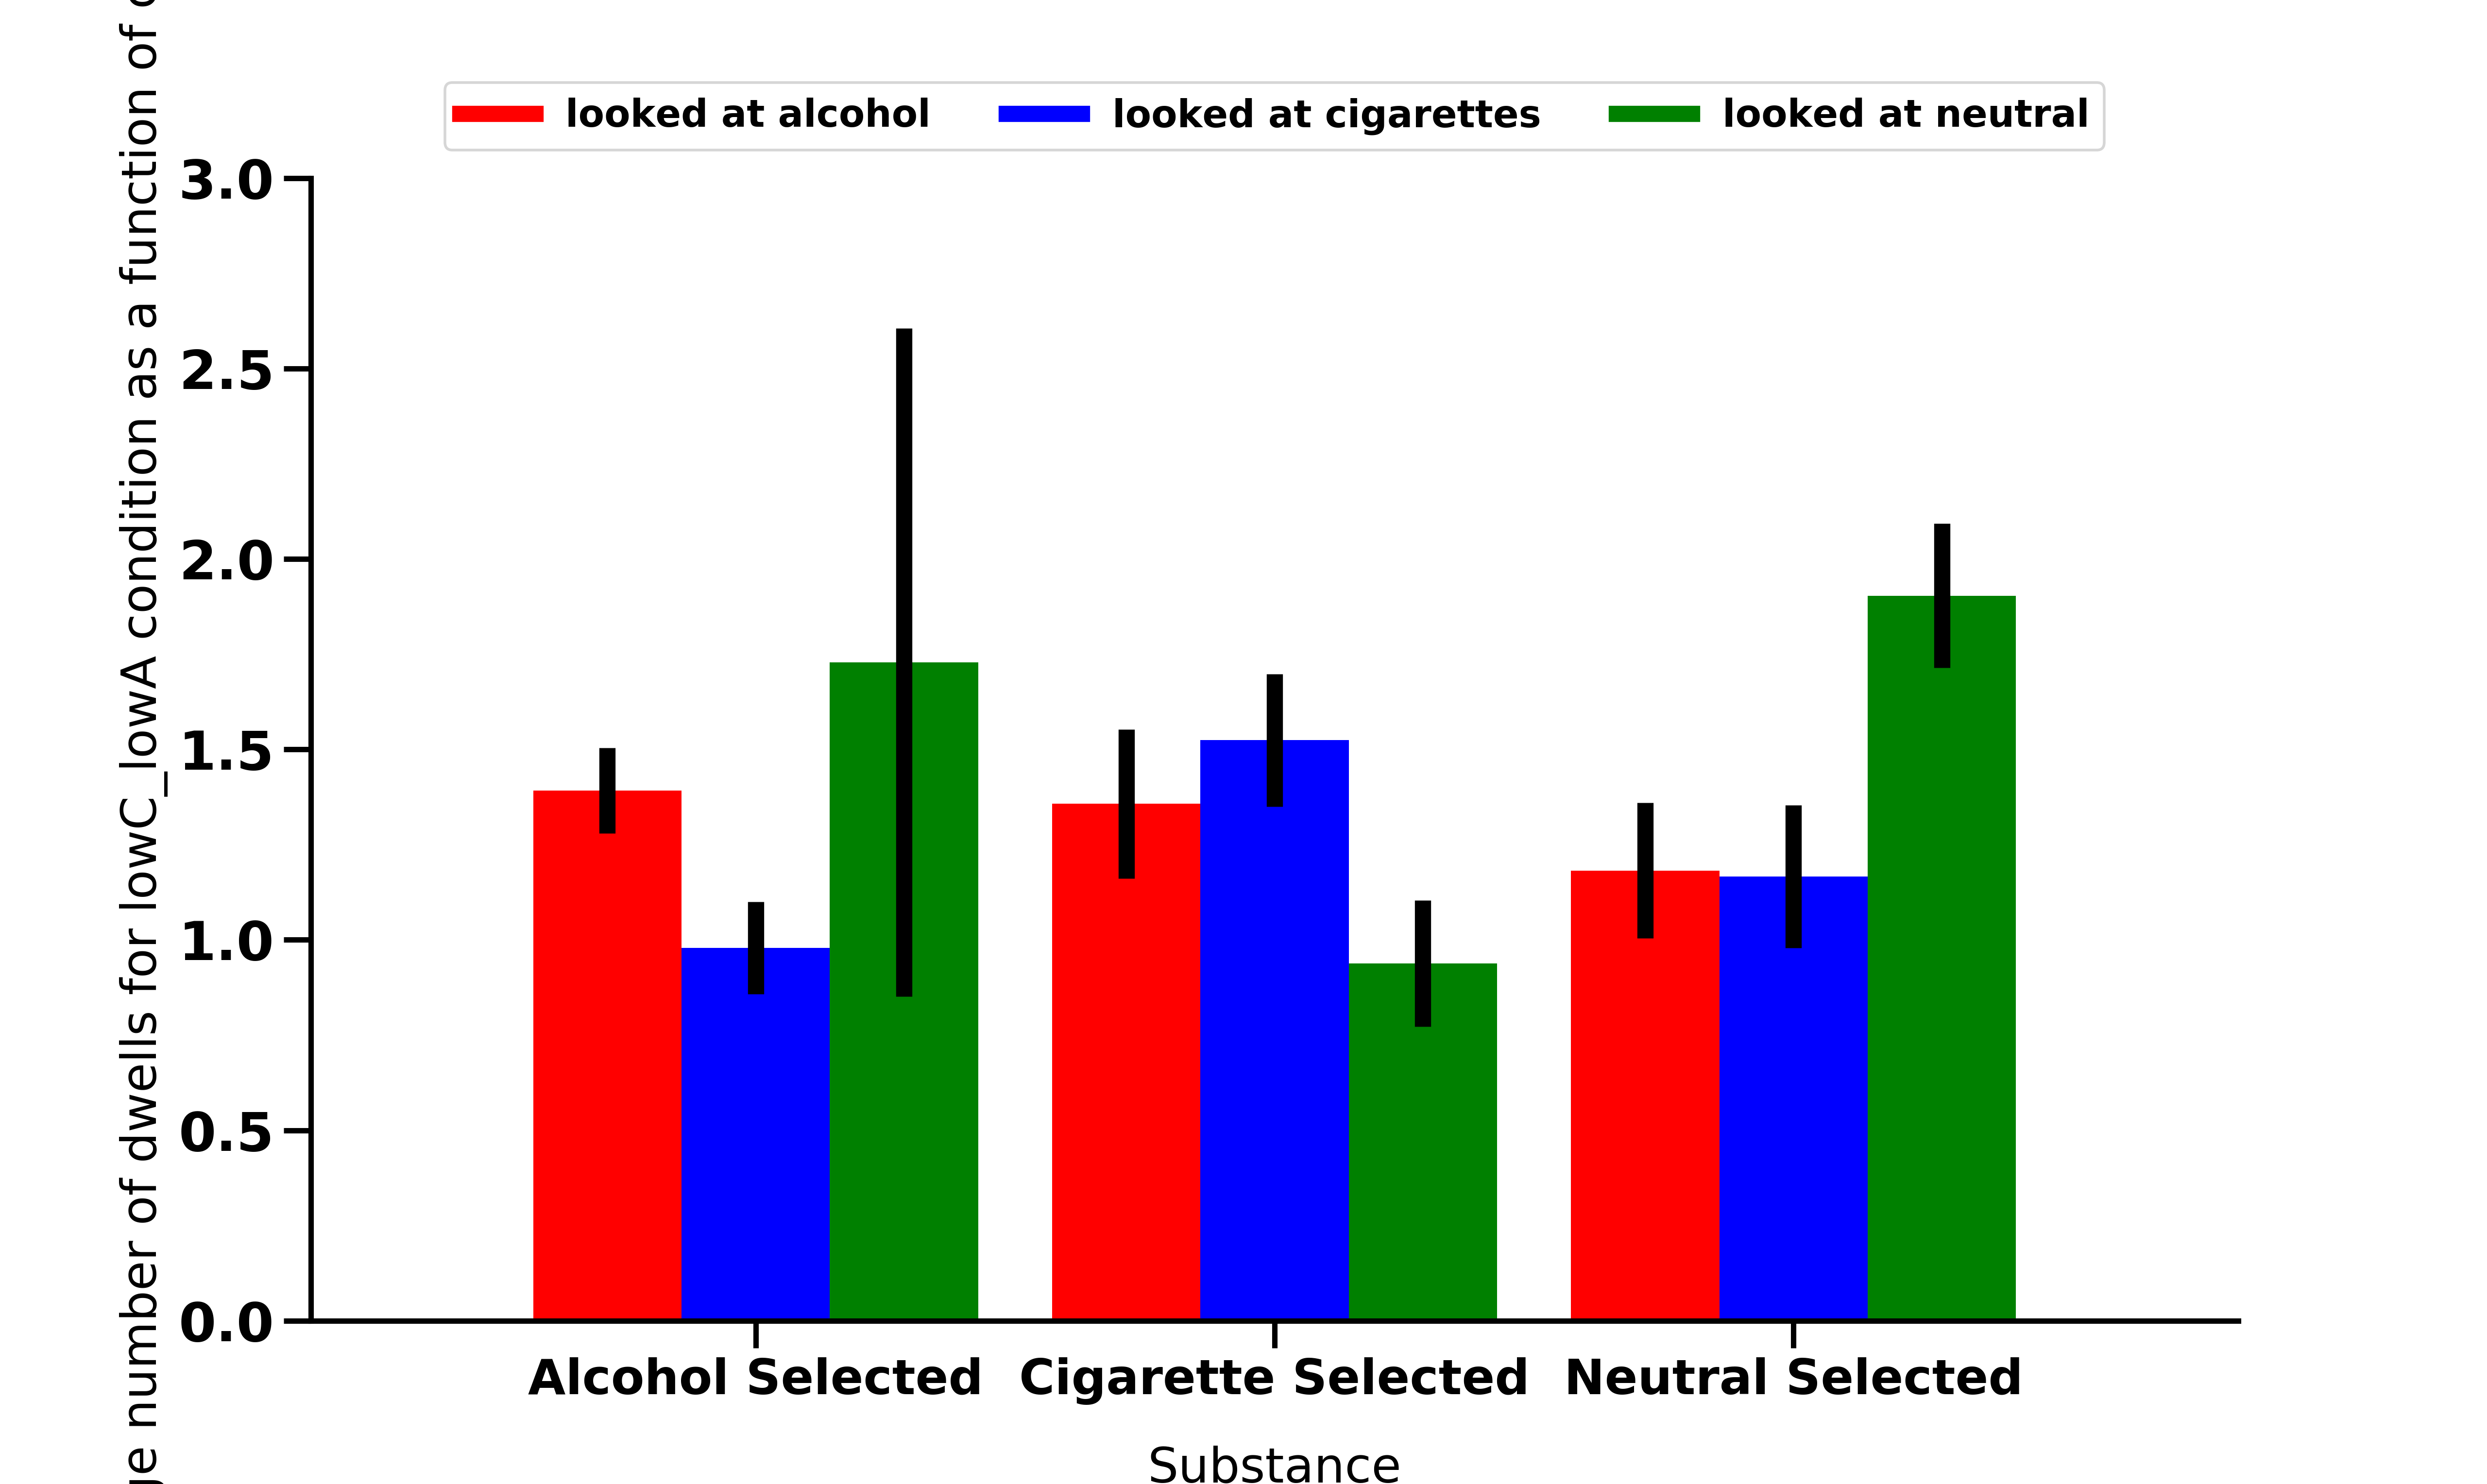 looked at alcohol
looked at cigarettes
looked at neutral
number of dwells for lowC_lowA condition as a function of
3.0
2.5
2.0
1.5
1.0
0.5
0.0
Alcohol Selected
Cigarette Selected
Neutral Selected
Substance